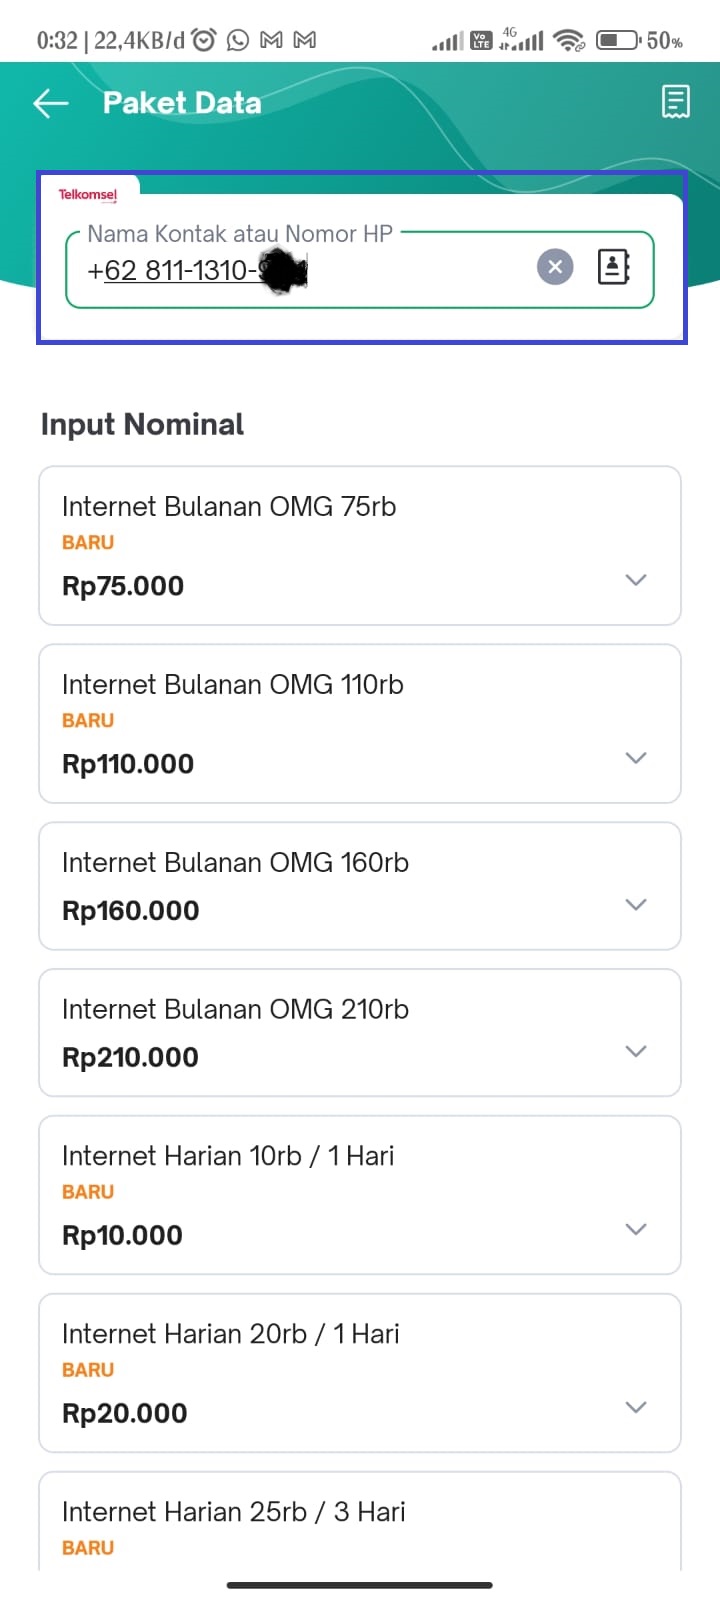 0:32 | 22,4KB/d
Vo LTE 4G 50%
Paket Data
Telkomsel
Nama Kontak atau Nomor HP
+62 811-1310-
Input Nominal
Internet Bulanan OMG 75rb
BARU
Rp75.000
Internet Bulanan OMG 110rb
BARU
Rp110.000
Internet Bulanan OMG 160rb
Rp160.000
Internet Bulanan OMG 210rb
Rp210.000
Internet Harian 10rb / 1 Hari
BARU
Rp10.000
Internet Harian 20rb / 1 Hari
BARU
Rp20.000
Internet Harian 25rb / 3 Hari
BARU